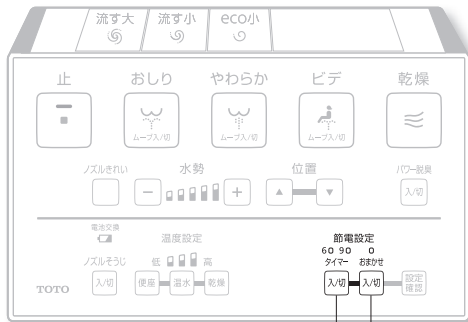 流す大 流す小 eco小
止 おしり やわらか ビデ 乾燥
ムーブ入/切 ムーブ入/切 ムーブ入/切
ノズルきれい 水勢 位置 パワー脱臭
− + ▲ ▼ 入/切
電池交換 温度設定 節電設定
60 90 0
ノズルそうじ 低 高 タイマー おまかせ
入/切 便座 温水 乾燥 入/切 入/切 設定確認
TOTO